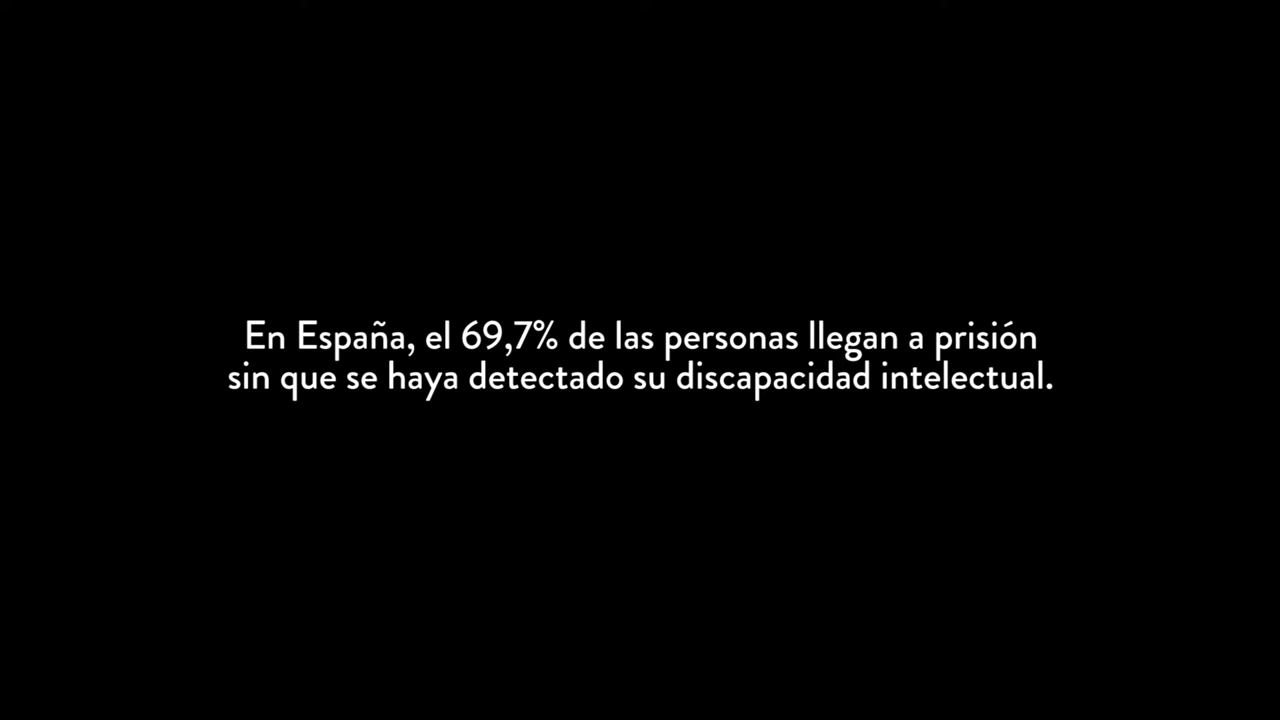 En España, el 69,7% de las personas llegan a prisión
sin que se haya detectado su discapacidad intelectual.